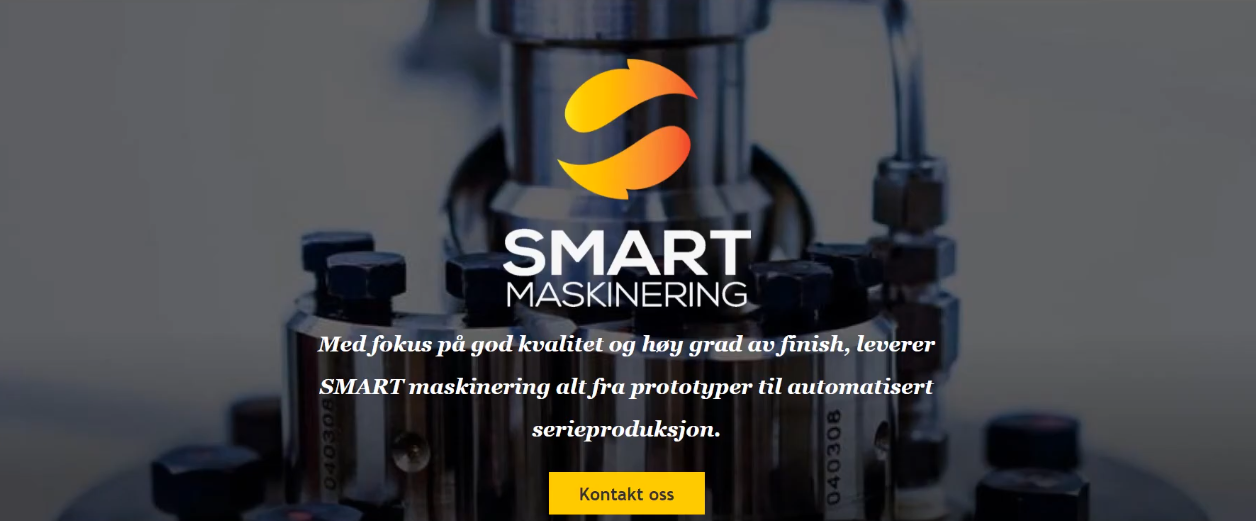 SMART
MASKINERING
Med fokus på god kvalitet og høy grad av finish, leverer
SMART maskinering alt fra prototyper til automatisert
serieproduksjon.
040308
040308
Kontakt oss